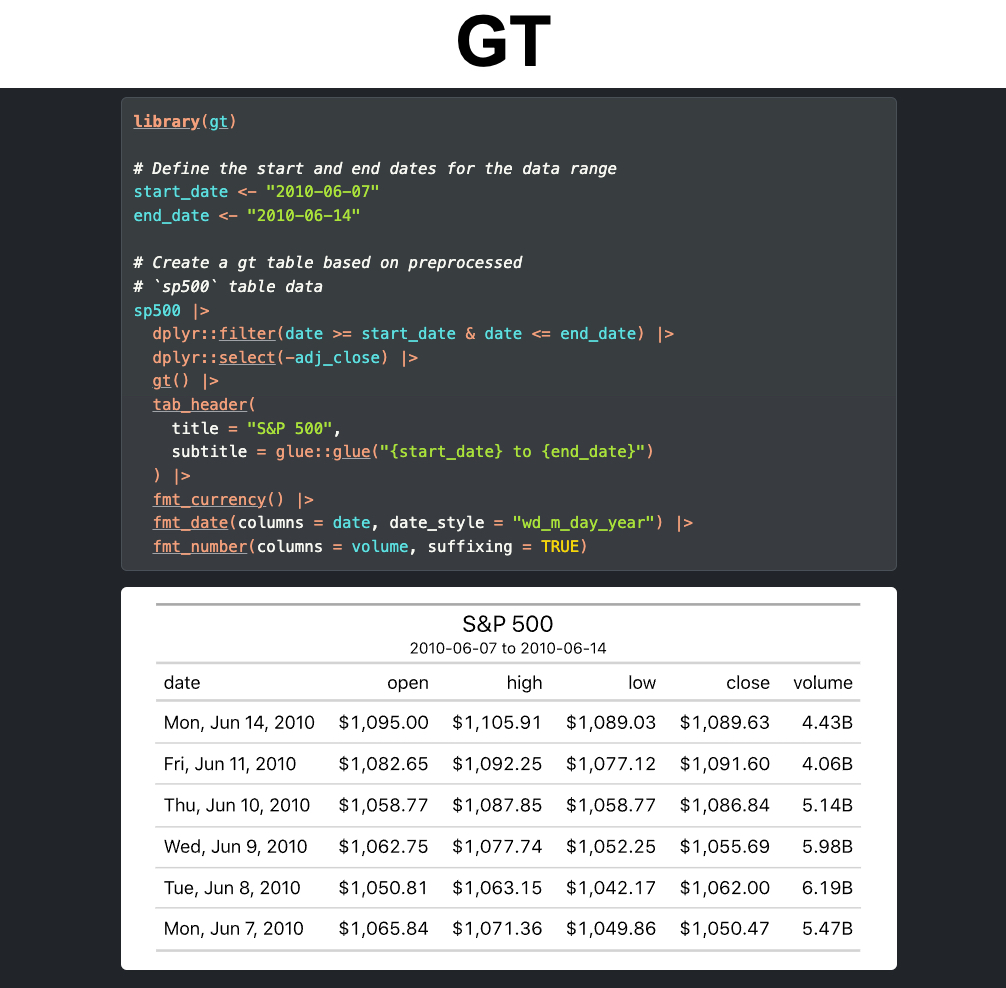 GT
library(gt)
# Define the start and end dates for the data range
start_date <- "2010-06-07"
end_date <- "2010-06-14"
# Create a gt table based on preprocessed
# `sp500` table data
sp500 |>
  dplyr::filter(date >= start_date & date <= end_date) |>
  dplyr::select(-adj_close) |>
  gt() |>
  tab_header(
    title = "S&P 500",
    subtitle = glue::glue("{start_date} to {end_date}")
  ) |>
  fmt_currency() |>
  fmt_date(columns = date, date_style = "wd_m_day_year") |>
  fmt_number(columns = volume, suffixing = TRUE)
S&P 500
2010-06-07 to 2010-06-14
date open high low close volume
Mon, Jun 14, 2010 $1,095.00 $1,105.91 $1,089.03 $1,089.63 4.43B
Fri, Jun 11, 2010 $1,082.65 $1,092.25 $1,077.12 $1,091.60 4.06B
Thu, Jun 10, 2010 $1,058.77 $1,087.85 $1,058.77 $1,086.84 5.14B
Wed, Jun 9, 2010 $1,062.75 $1,077.74 $1,052.25 $1,055.69 5.98B
Tue, Jun 8, 2010 $1,050.81 $1,063.15 $1,042.17 $1,062.00 6.19B
Mon, Jun 7, 2010 $1,065.84 $1,071.36 $1,049.86 $1,050.47 5.47B